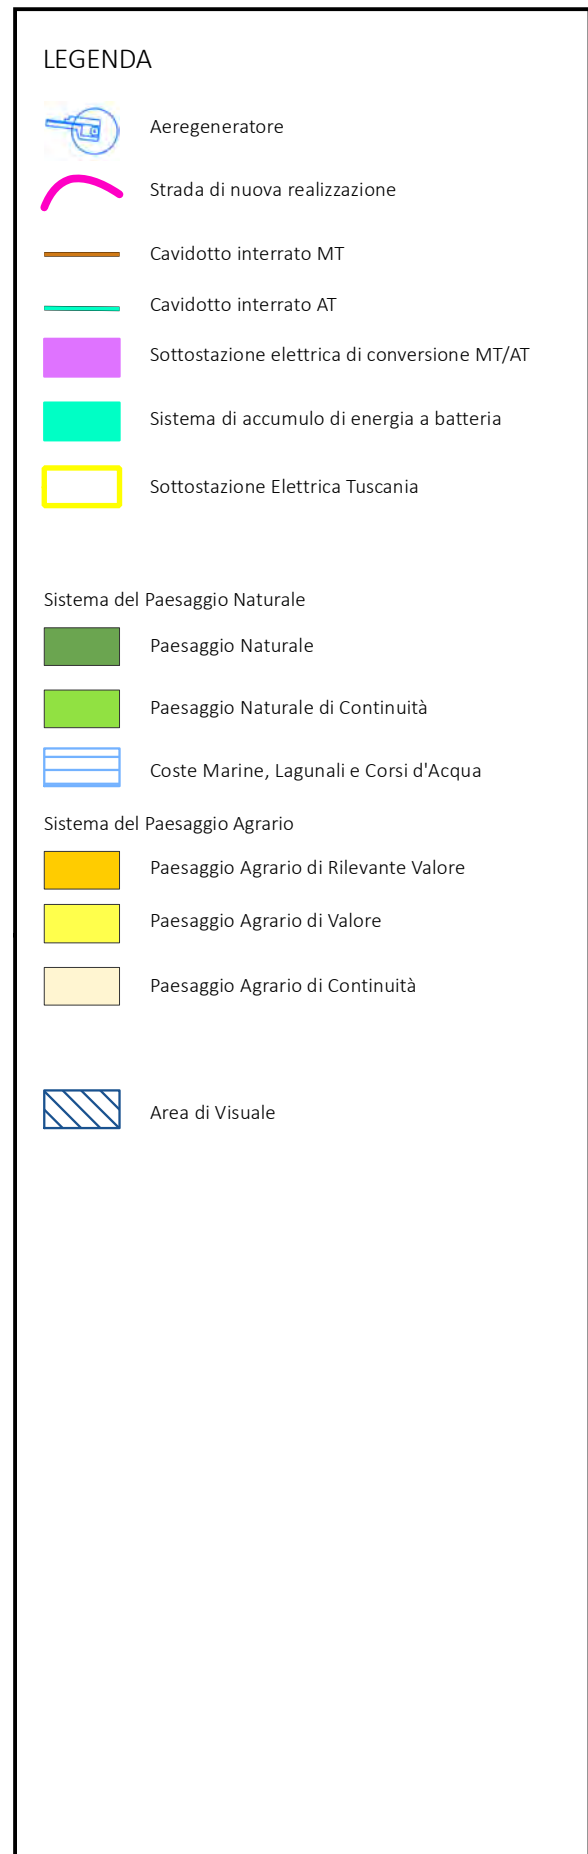 LEGENDA
Aeregeneratore
Strada di nuova realizzazione
Cavidotto interrato MT
Cavidotto interrato AT
Sottostazione elettrica di conversione MT/AT
Sistema di accumulo di energia a batteria
Sottostazione Elettrica Tuscania
Sistema del Paesaggio Naturale
Paesaggio Naturale
Paesaggio Naturale di Continuità
Coste Marine, Lagunali e Corsi d'Acqua
Sistema del Paesaggio Agrario
Paesaggio Agrario di Rilevante Valore
Paesaggio Agrario di Valore
Paesaggio Agrario di Continuità
Area di Visuale